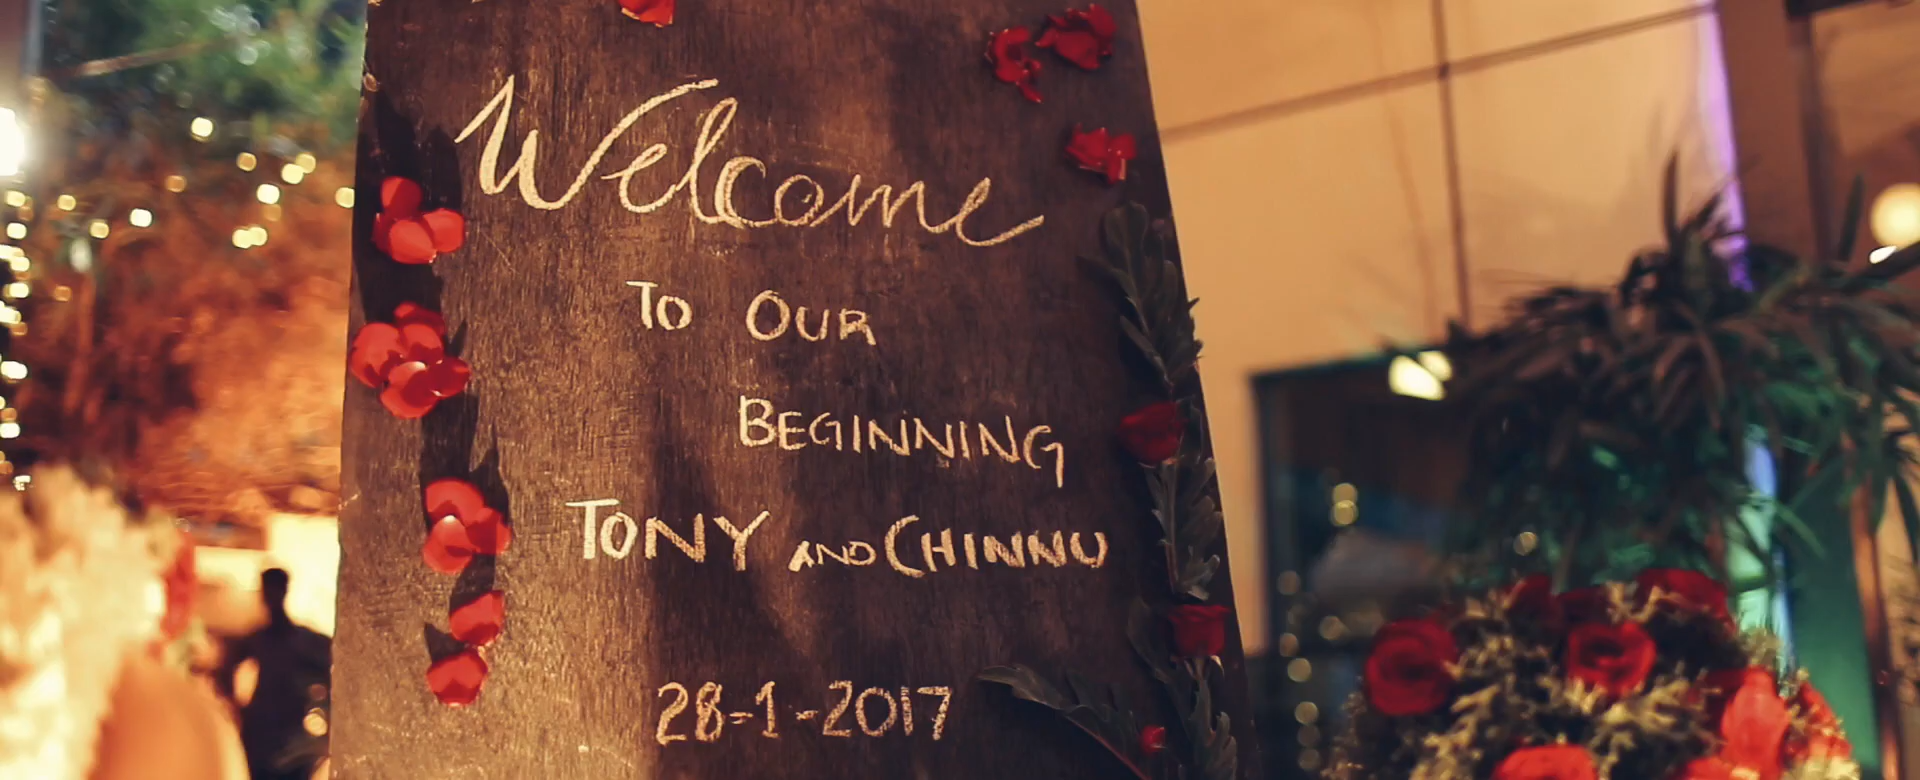 Welcome
TO OUR
BEGINNING
TONY AND CHINNU
28-1-2017